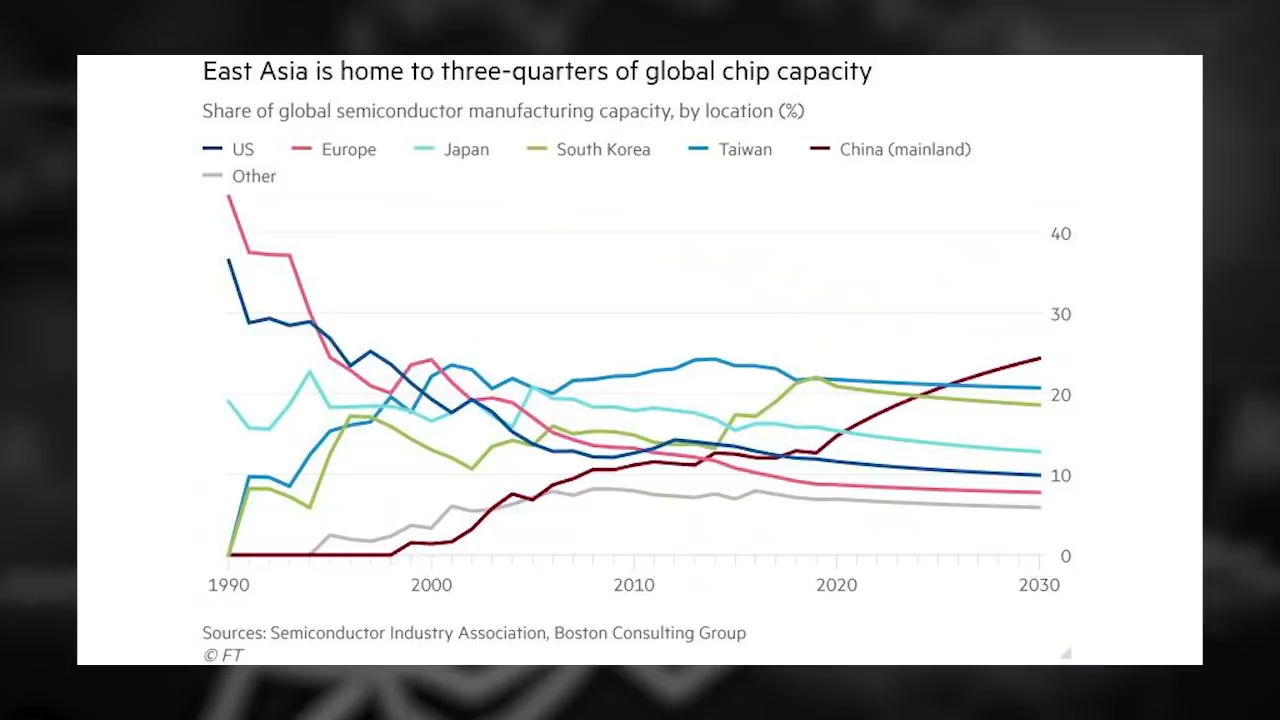 East Asia is home to three-quarters of global chip capacity
Share of global semiconductor manufacturing capacity, by location (%)
US Europe Japan South Korea Taiwan China (mainland)
Other
40
30
20
10
0
1990 2000 2010 2020 2030
Sources: Semiconductor Industry Association, Boston Consulting Group
© FT